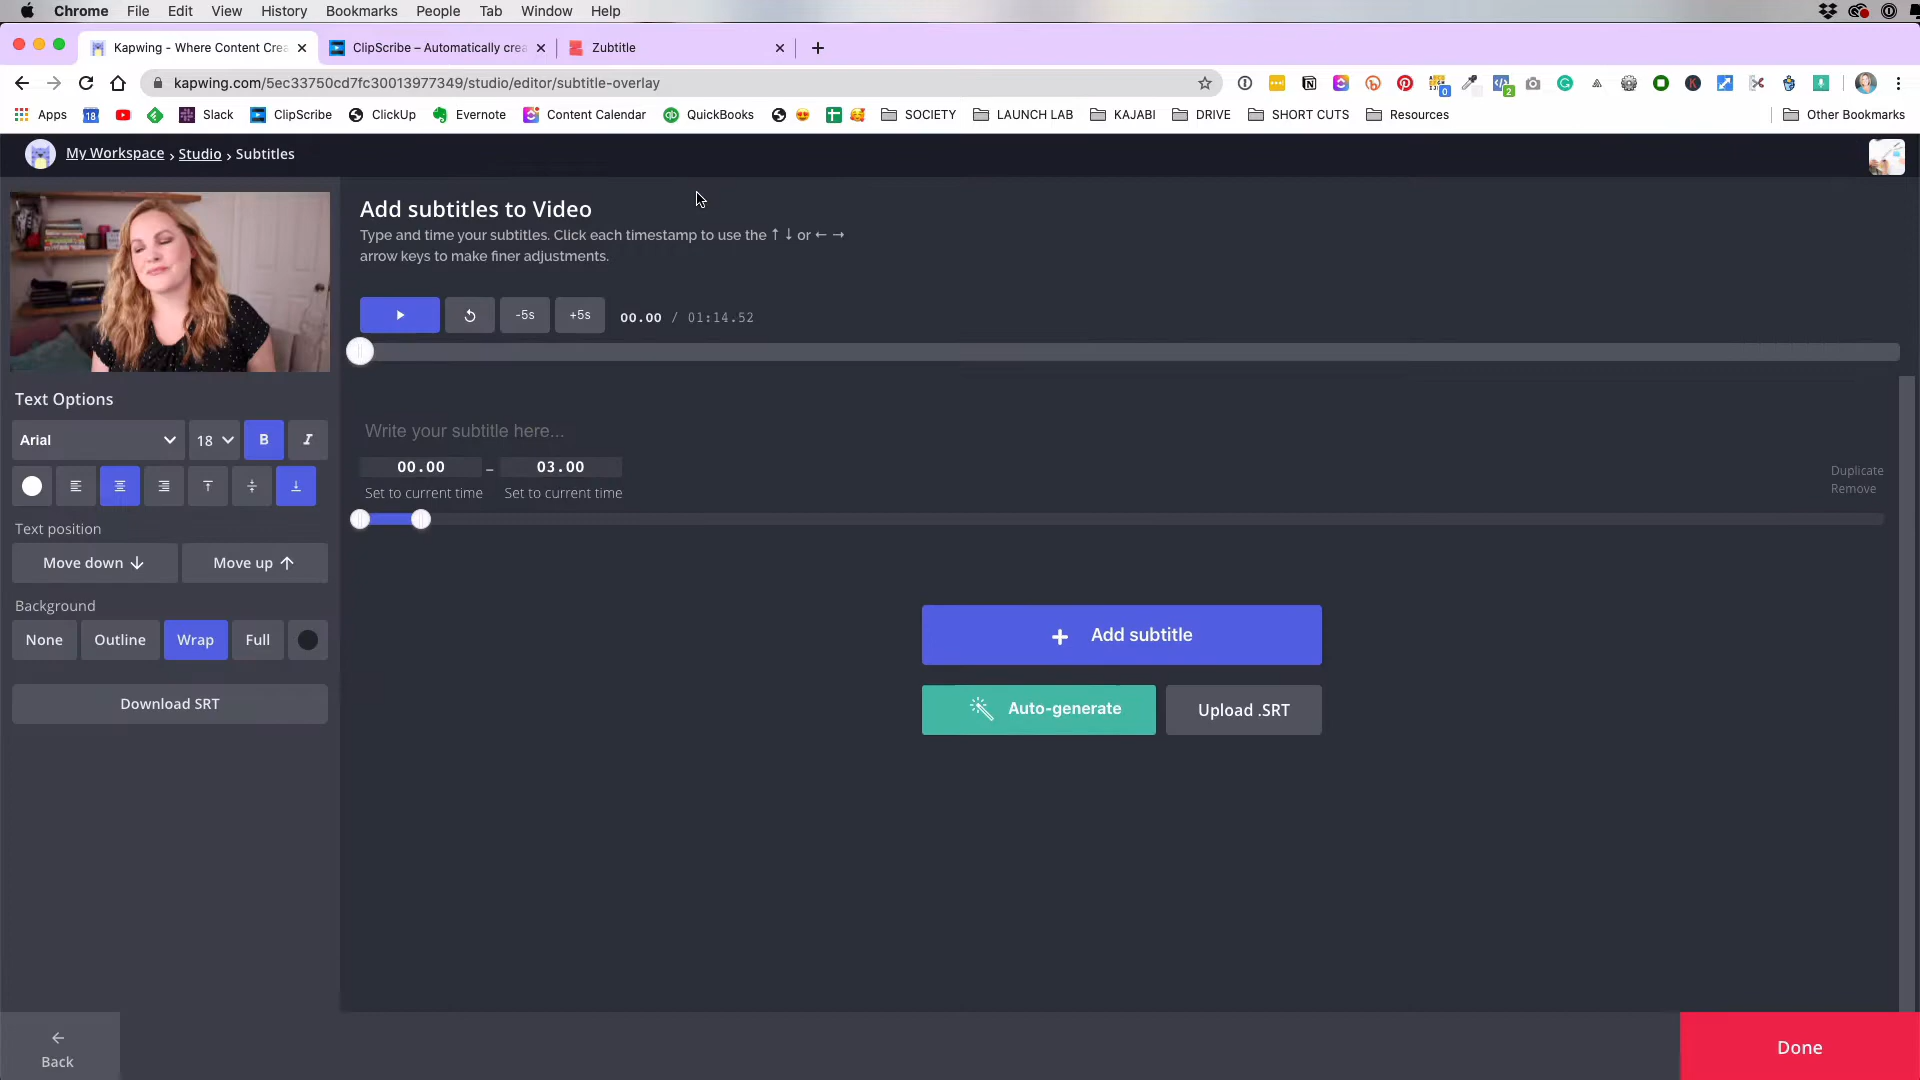 Chrome File Edit View History Bookmarks People Tab Window Help
Kapwing - Where Content Crea
ClipScribe – Automatically crea
Zubtitle
kapwing.com/5ec33750cd7fc30013977349/studio/editor/subtitle-overlay
Apps
18
Slack
ClipScribe
ClickUp
Evernote
Content Calendar
QuickBooks
SOCIETY
LAUNCH LAB
KAJABI
DRIVE
SHORT CUTS
Resources
Other Bookmarks
My Workspace › Studio › Subtitles
Add subtitles to Video
Type and time your subtitles. Click each timestamp to use the ↑ ↓ or ← →
arrow keys to make finer adjustments.
-5s
+5s
00.00 / 01:14.52
Text Options
Arial
18
B
I
Write your subtitle here...
00.00 – 03.00
Set to current time
Set to current time
Duplicate
Remove
Text position
Move down ↓
Move up ↑
Background
None
Outline
Wrap
Full
Download SRT
+ Add subtitle
Auto-generate
Upload .SRT
← Back
Done